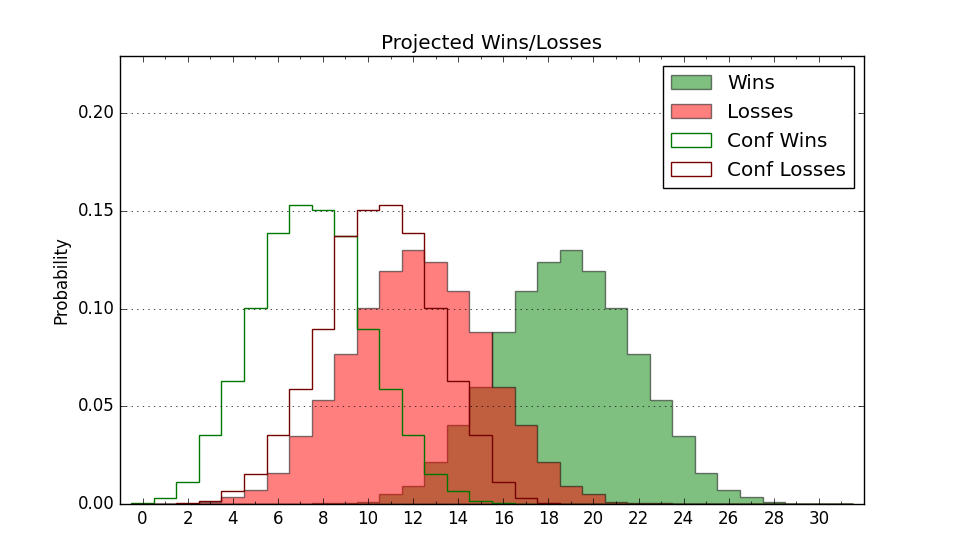 Projected Wins/Losses
Wins
Losses
Conf Wins
Conf Losses
Probability
0.20
0.15
0.10
0.05
0.00
0 2 4 6 8 10 12 14 16 18 20 22 24 26 28 30